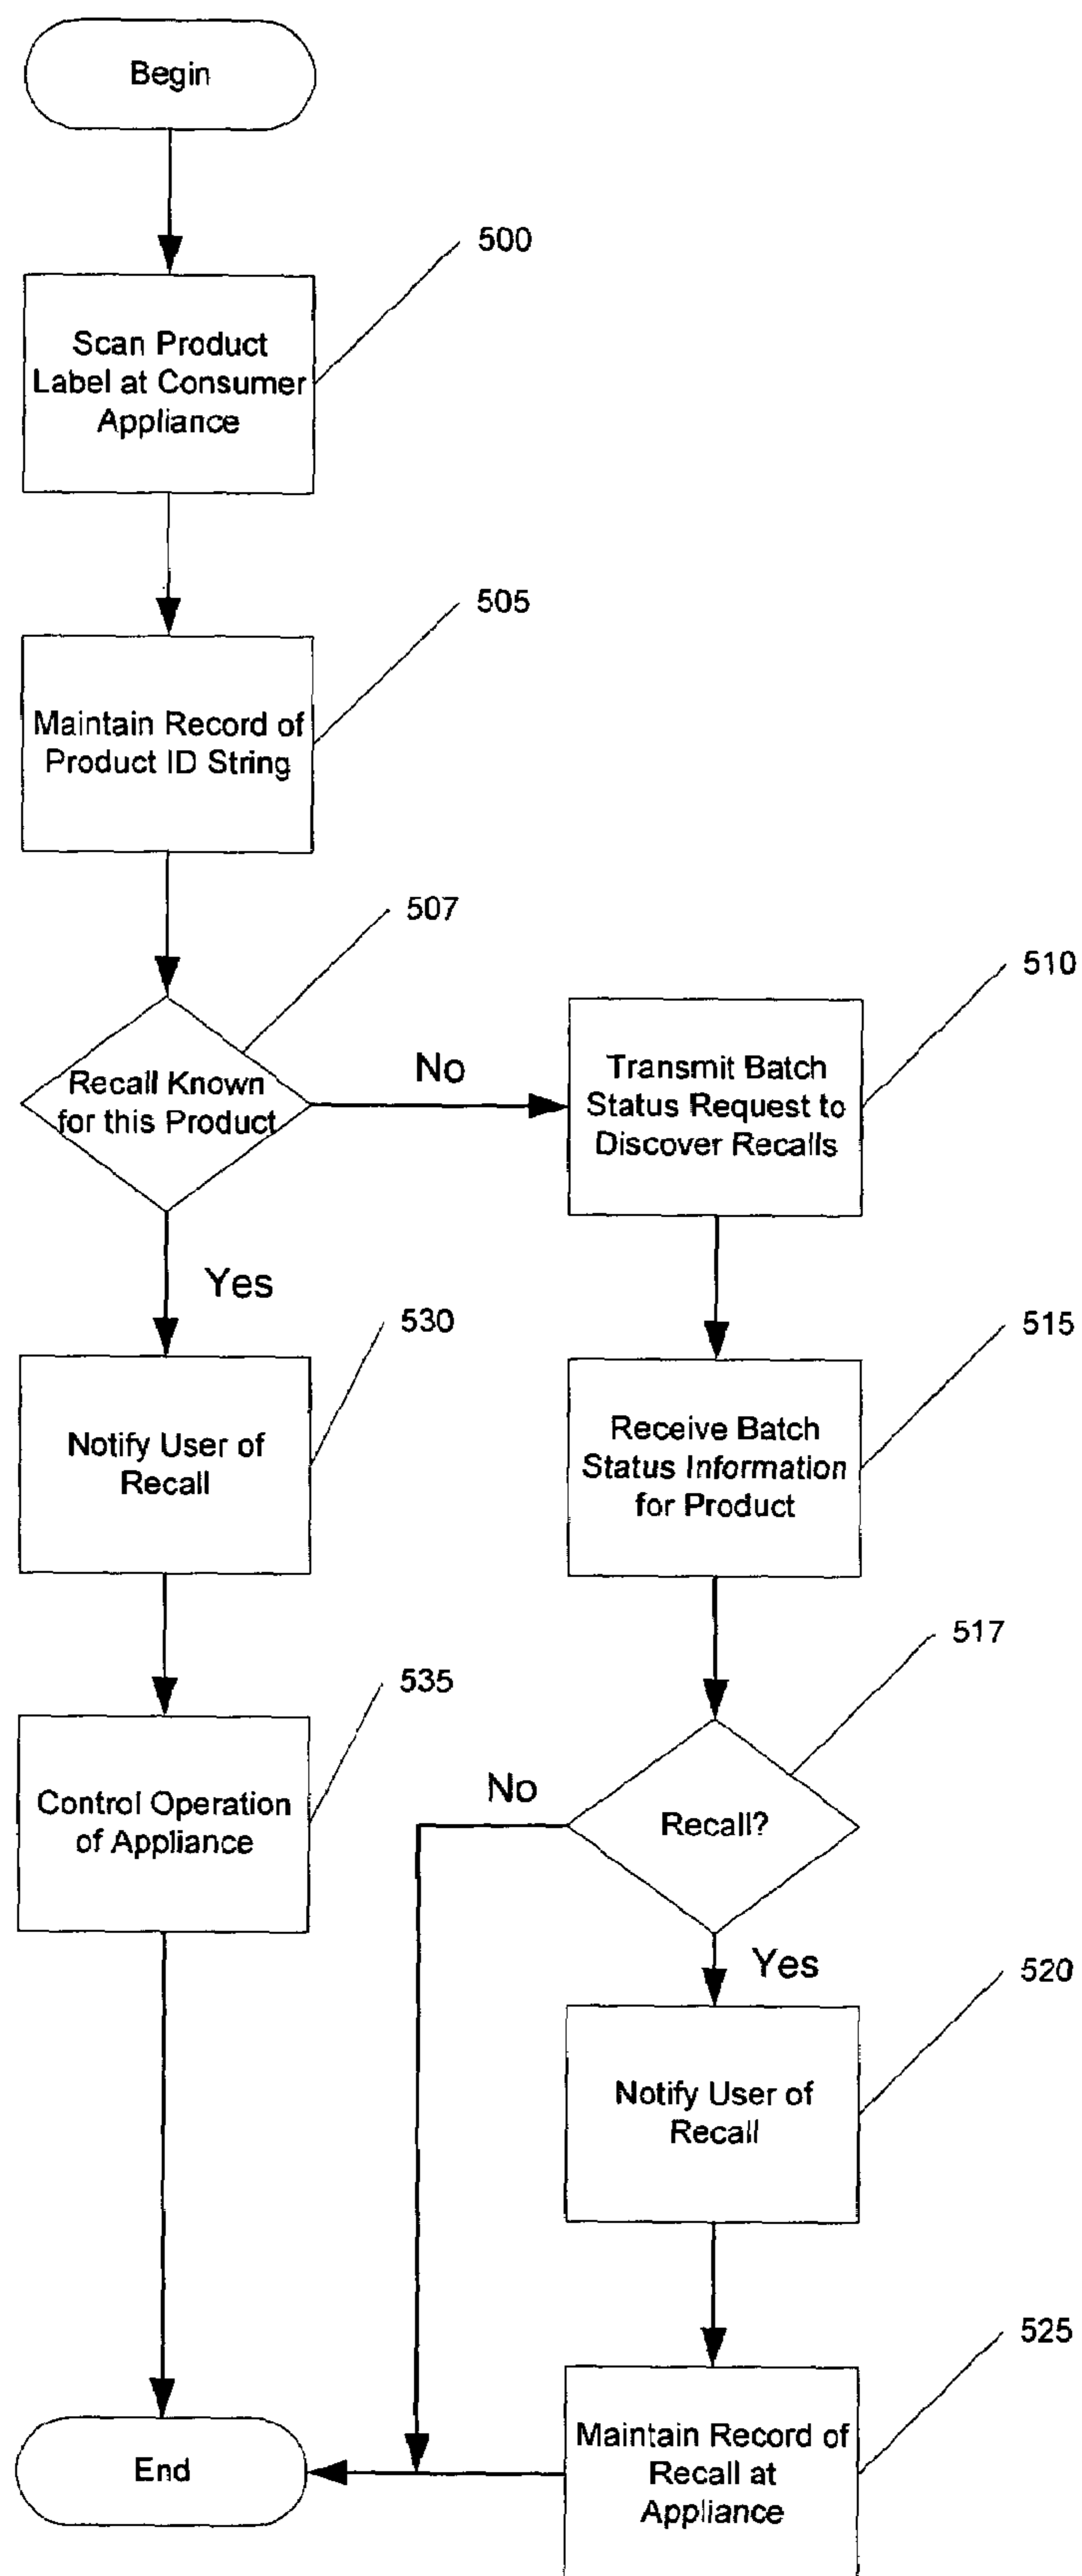 Begin
500
Scan Product
Label at Consumer
Appliance
505
Maintain Record of
Product ID String
507
Recall Known
for this Product
No
510
Transmit Batch
Status Request to
Discover Recalls
Yes
530
Notify User of
Recall
515
Receive Batch
Status Information
for Product
535
Control Operation
of Appliance
517
Recall?
No
Yes
520
Notify User of
Recall
525
Maintain Record of
Recall at
Appliance
End